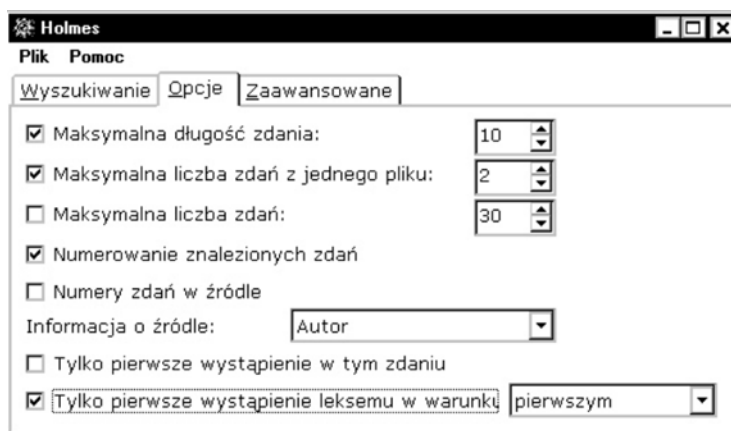 Holmes
Plik Pomoc
Wyszukiwanie Opcje Zaawansowane
Maksymalna długość zdania: 10
Maksymalna liczba zdań z jednego pliku: 2
Maksymalna liczba zdań: 30
Numerowanie znalezionych zdań
Numery zdań w źródle
Informacja o źródle: Autor
Tylko pierwsze wystąpienie w tym zdaniu
Tylko pierwsze wystąpienie leksemu w warunku pierwszym